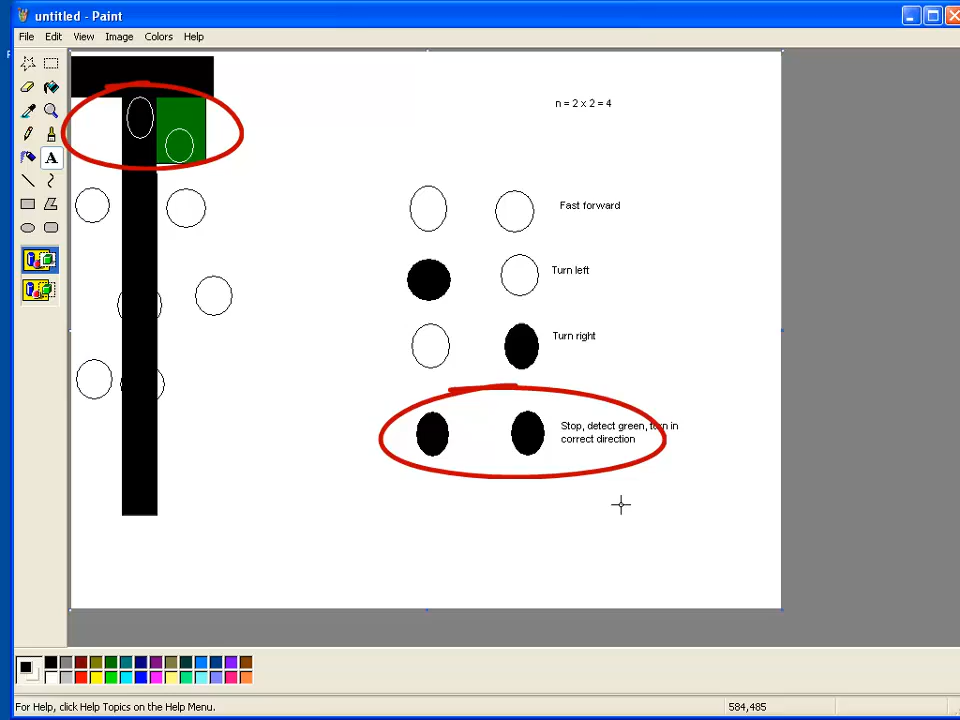 untitled - Paint
File Edit View Image Colors Help
A
n = 2 x 2 = 4
Fast forward
Turn left
Turn right
Stop, detect green, turn in
correct direction
For Help, click Help Topics on the Help Menu.
584,485